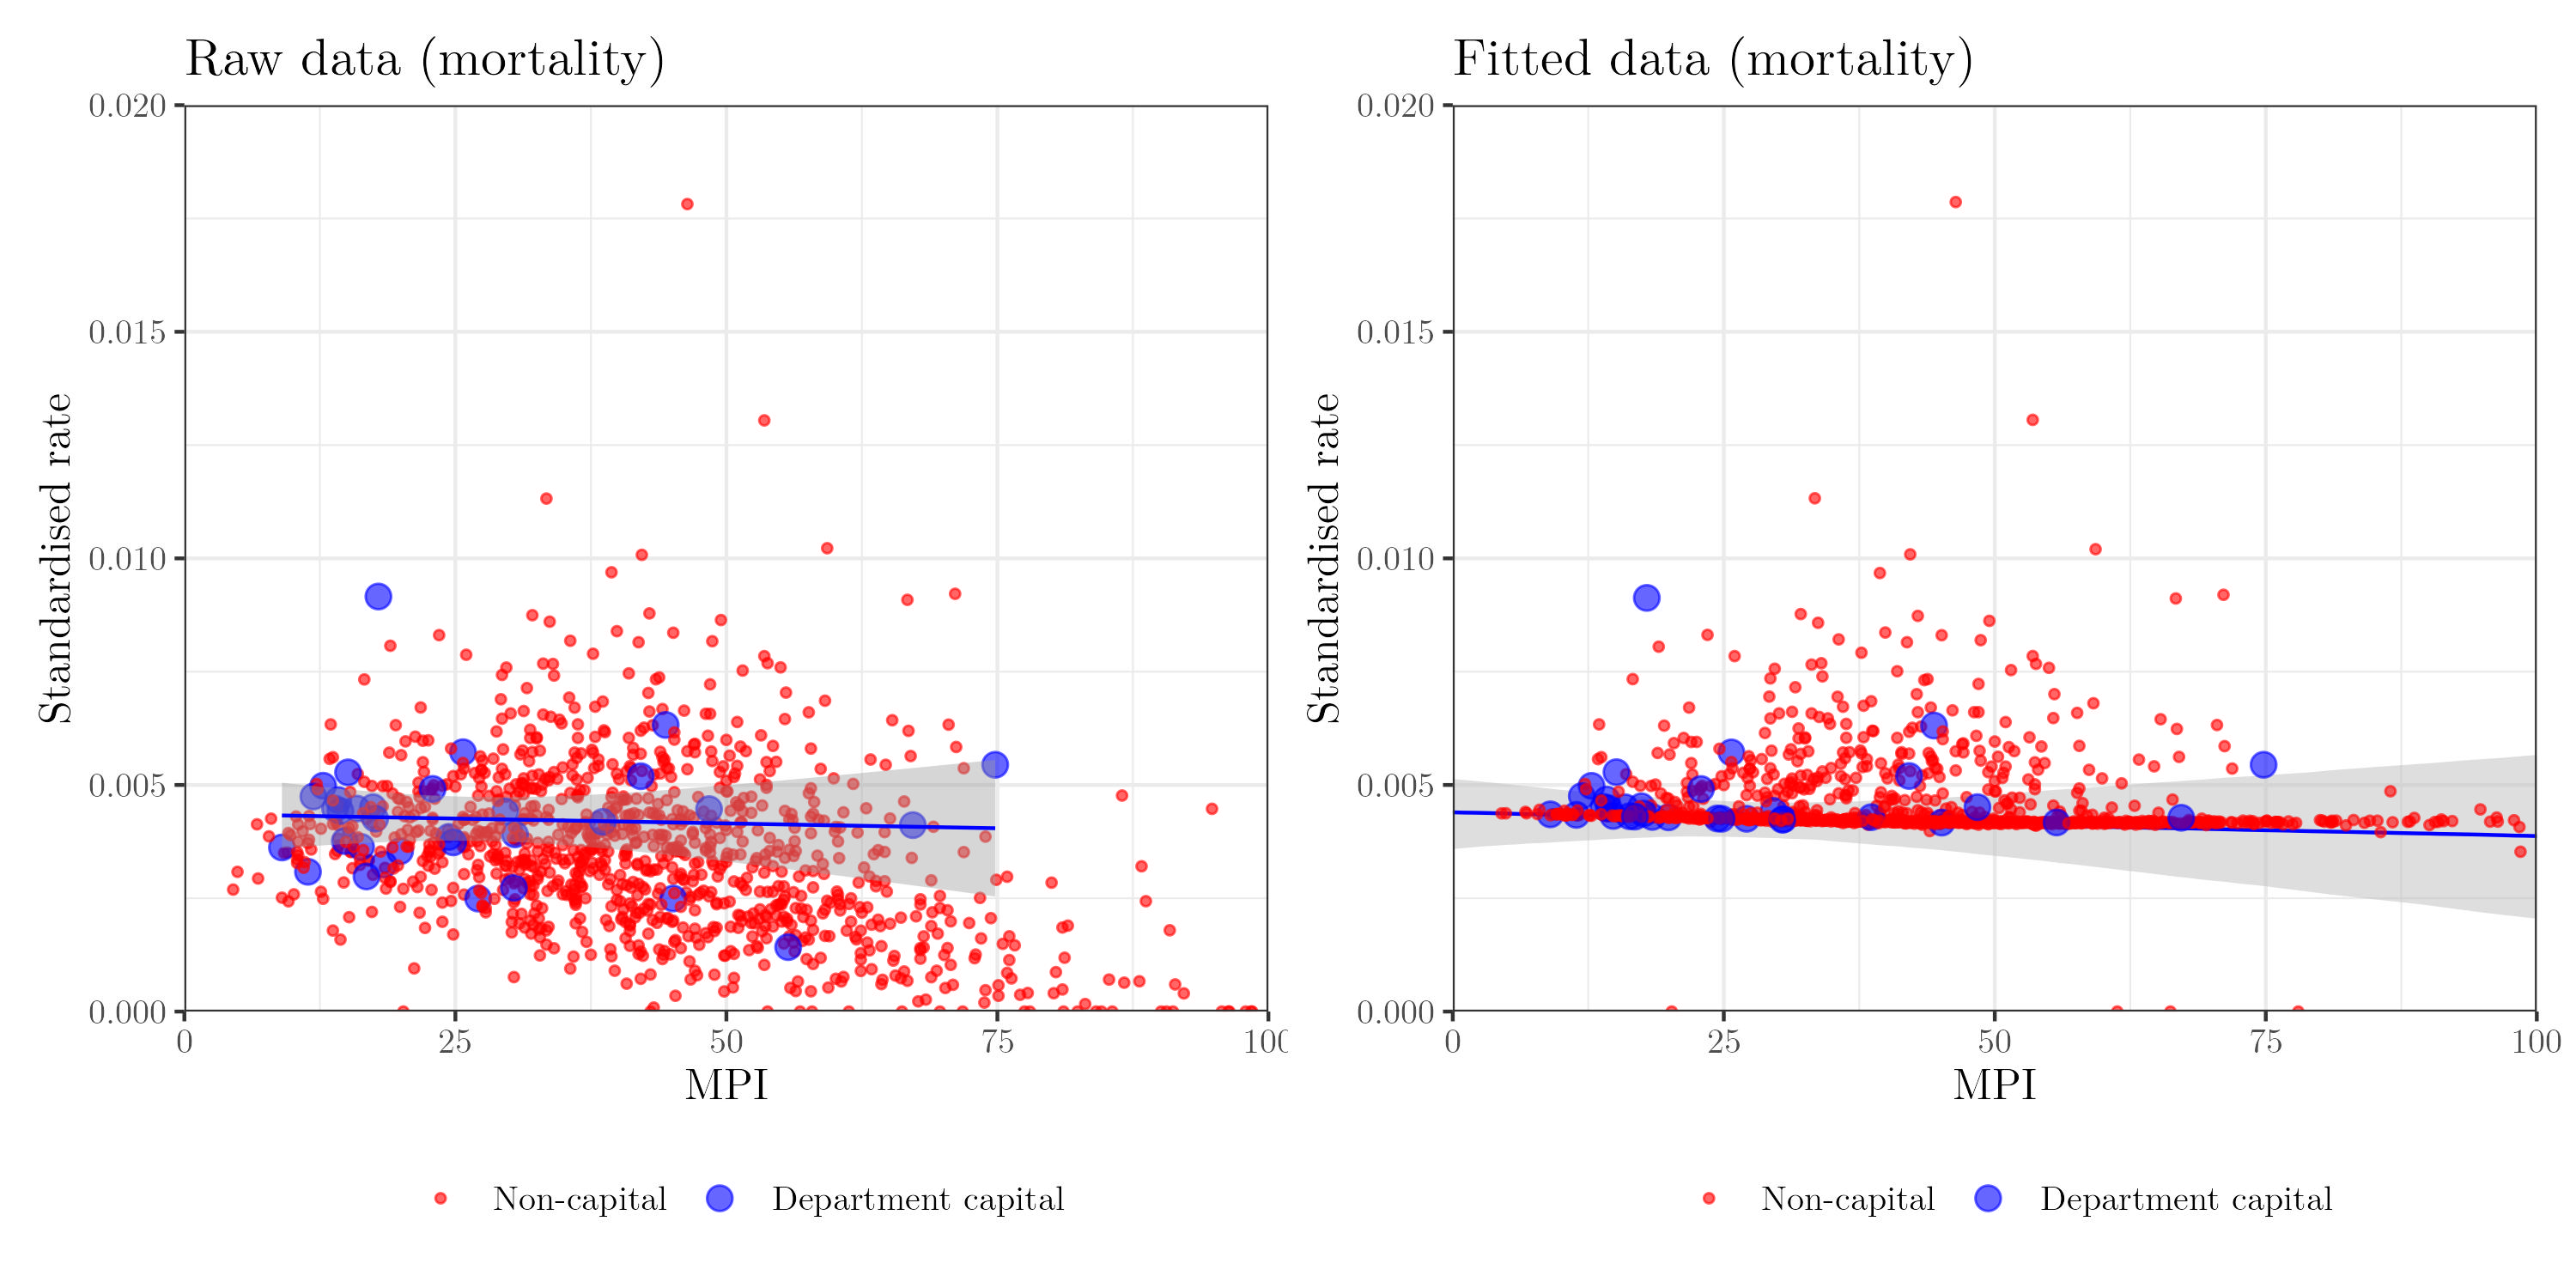 Raw data (mortality)
0.020
0.015
0.010
0.005
0.000
Standardised rate
0
25
50
75
100
MPI
Non-capital
Department capital
Fitted data (mortality)
0.020
0.015
0.010
0.005
0.000
Standardised rate
0
25
50
75
100
MPI
Non-capital
Department capital